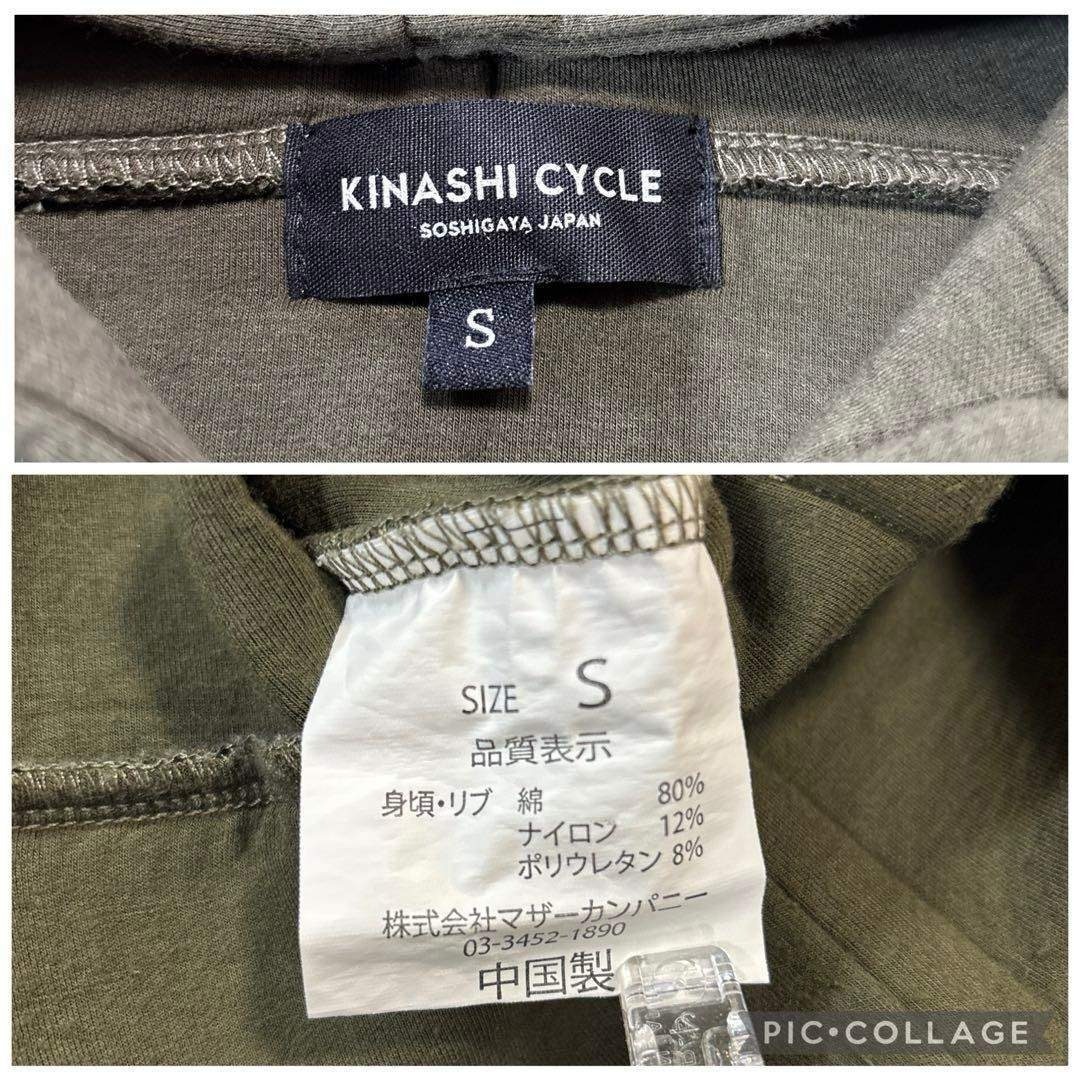 KINASHI CYCLE
SOSHIGAYA JAPAN
S
SIZE S
品質表示
身頃・リブ 綿 80%
ナイロン 12%
ポリウレタン 8%
株式会社マザーカンパニー
03-3452-1890
中国製
PIC•COLLAGE